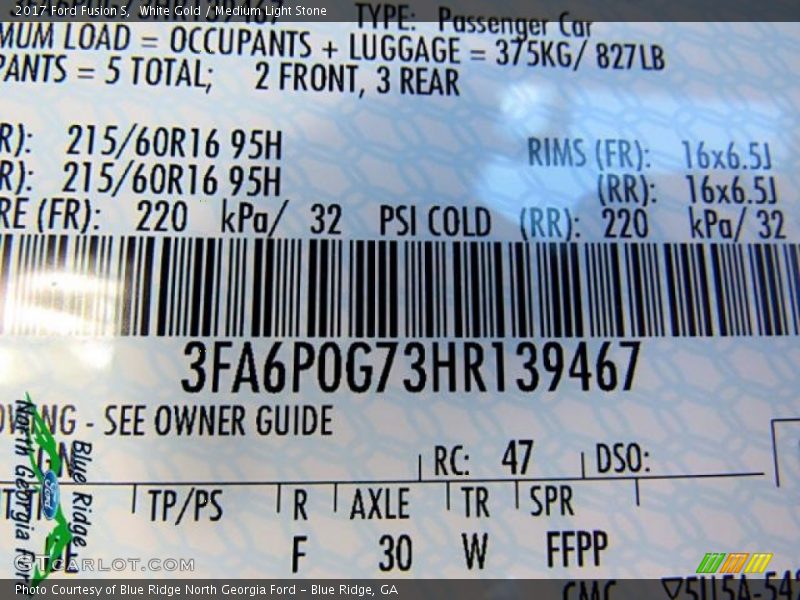 2017 Ford Fusion S, White Gold / Medium Light Stone
TYPE: Passenger Car
MUM LOAD = OCCUPANTS + LUGGAGE = 375KG/ 827LB
PANTS = 5 TOTAL; 2 FRONT, 3 REAR
R): 215/60R16 95H RIMS (FR): 16x6.5J
R): 215/60R16 95H (RR): 16x6.5J
RE (FR): 220 kPa/ 32 PSI COLD (RR): 220 kPa/ 32
3FA6P0G73HR139467
- SEE OWNER GUIDE
RC: 47 DSO:
TP/PS R AXLE TR SPR
F 30 W FFPP
Blue Ridge
North Georgia Ford
Ford
GTCARLOT.COM
Photo Courtesy of Blue Ridge North Georgia Ford – Blue Ridge, GA